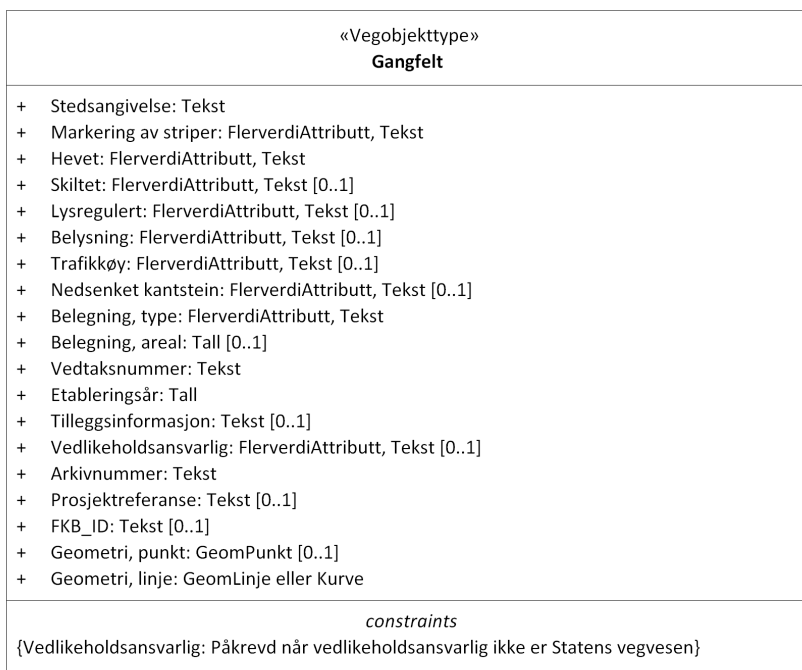 «Vegobjekttype»
Gangfelt
+ Stedsangivelse: Tekst
+ Markering av striper: FlerverdiAttributt, Tekst
+ Hevet: FlerverdiAttributt, Tekst
+ Skiltet: FlerverdiAttributt, Tekst [0..1]
+ Lysregulert: FlerverdiAttributt, Tekst [0..1]
+ Belysning: FlerverdiAttributt, Tekst [0..1]
+ Trafikkøy: FlerverdiAttributt, Tekst [0..1]
+ Nedsenket kantstein: FlerverdiAttributt, Tekst [0..1]
+ Belegning, type: FlerverdiAttributt, Tekst
+ Belegning, areal: Tall [0..1]
+ Vedtaksnummer: Tekst
+ Etableringsår: Tall
+ Tilleggsinformasjon: Tekst [0..1]
+ Vedlikeholdsansvarlig: FlerverdiAttributt, Tekst [0..1]
+ Arkivnummer: Tekst
+ Prosjektreferanse: Tekst [0..1]
+ FKB_ID: Tekst [0..1]
+ Geometri, punkt: GeomPunkt [0..1]
+ Geometri, linje: GeomLinje eller Kurve
constraints
{Vedlikeholdsansvarlig: Påkrevd når vedlikeholdsansvarlig ikke er Statens vegvesen}